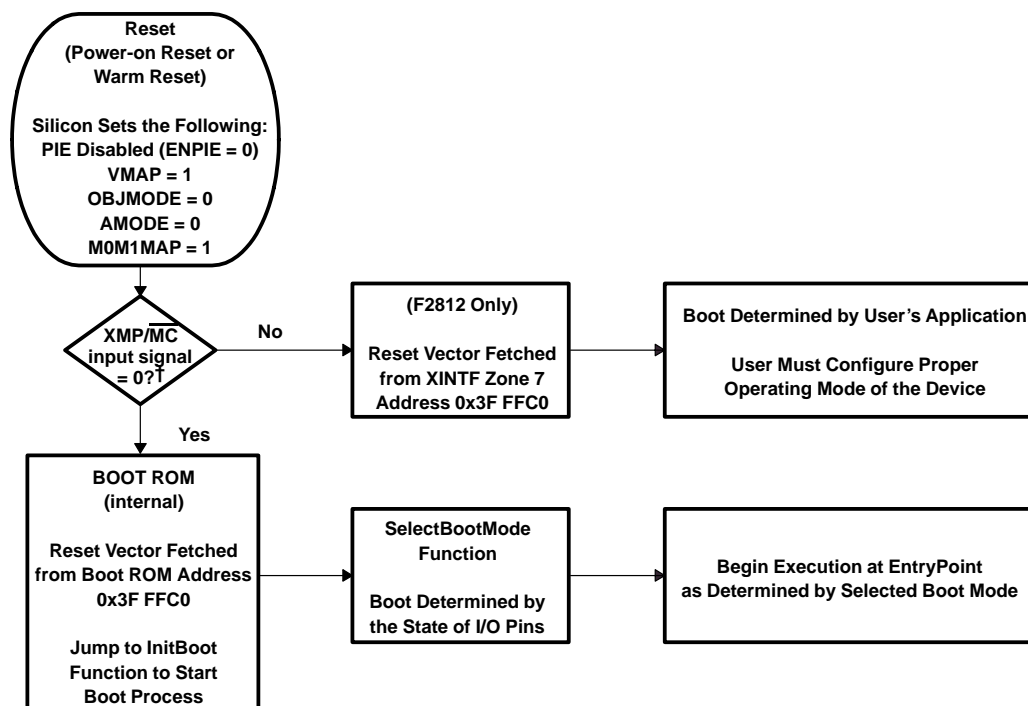 Reset
(Power-on Reset or
Warm Reset)
Silicon Sets the Following:
PIE Disabled (ENPIE = 0)
VMAP = 1
OBJMODE = 0
AMODE = 0
M0M1MAP = 1
XMP/M̅C̅
input signal
= 0?†
No
Yes
(F2812 Only)
Reset Vector Fetched
from XINTF Zone 7
Address 0x3F FFC0
Boot Determined by User’s Application
User Must Configure Proper
Operating Mode of the Device
BOOT ROM
(internal)
Reset Vector Fetched
from Boot ROM Address
0x3F FFC0
Jump to InitBoot
Function to Start
Boot Process
SelectBootMode
Function
Boot Determined by
the State of I/O Pins
Begin Execution at EntryPoint
as Determined by Selected Boot Mode